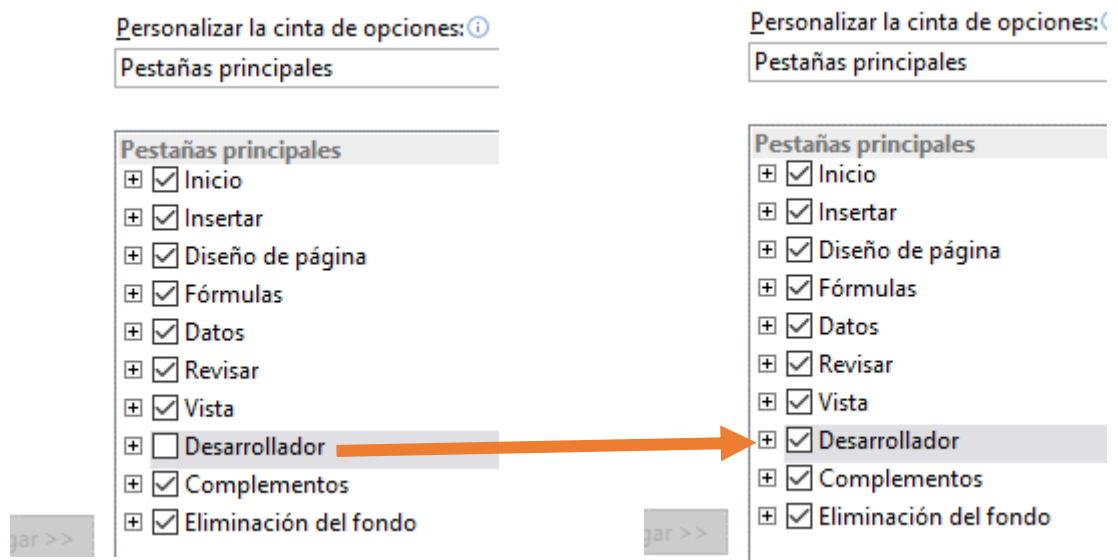 Personalizar la cinta de opciones:
Pestañas principales
Pestañas principales
Inicio
Insertar
Diseño de página
Fórmulas
Datos
Revisar
Vista
Desarrollador
Complementos
Eliminación del fondo
gar >>
Personalizar la cinta de opciones:
Pestañas principales
Pestañas principales
Inicio
Insertar
Diseño de página
Fórmulas
Datos
Revisar
Vista
Desarrollador
Complementos
Eliminación del fondo
gar >>